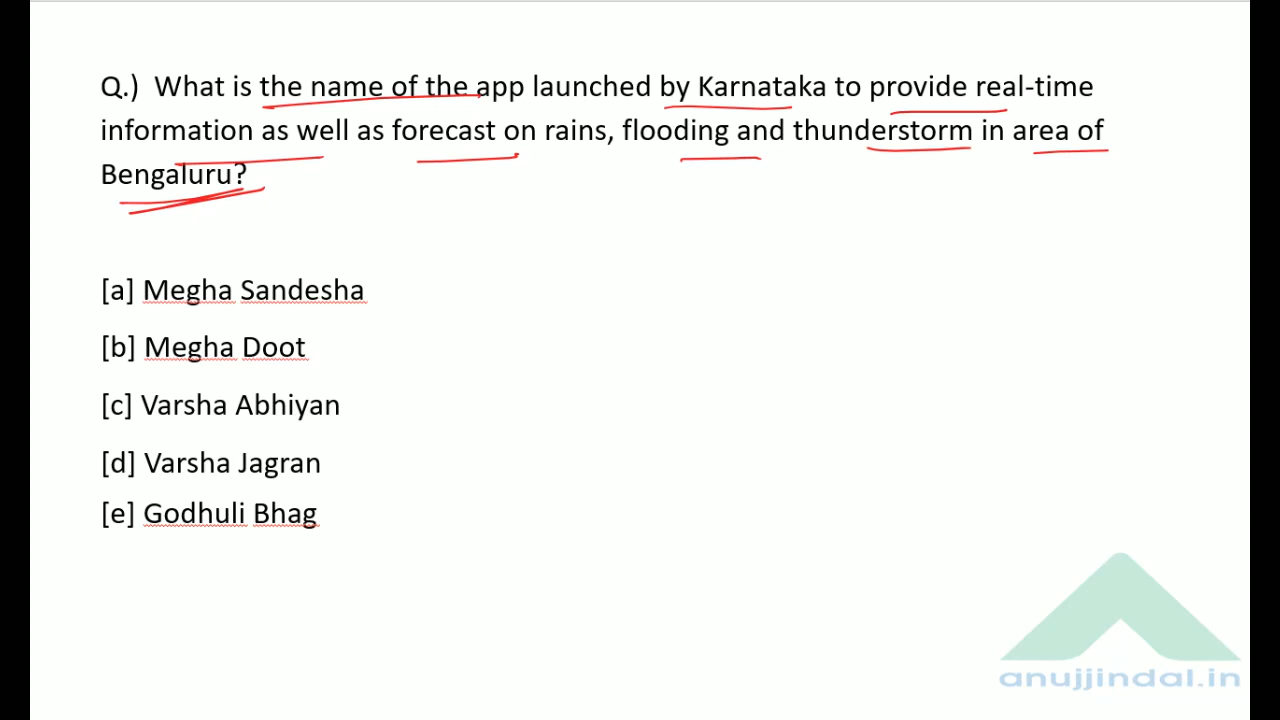 Q.) What is the name of the app launched by Karnataka to provide real-time
information as well as forecast on rains, flooding and thunderstorm in area of
Bengaluru?
[a] Megha Sandesha
[b] Megha Doot
[c] Varsha Abhiyan
[d] Varsha Jagran
[e] Godhuli Bhag
anujjindal.in